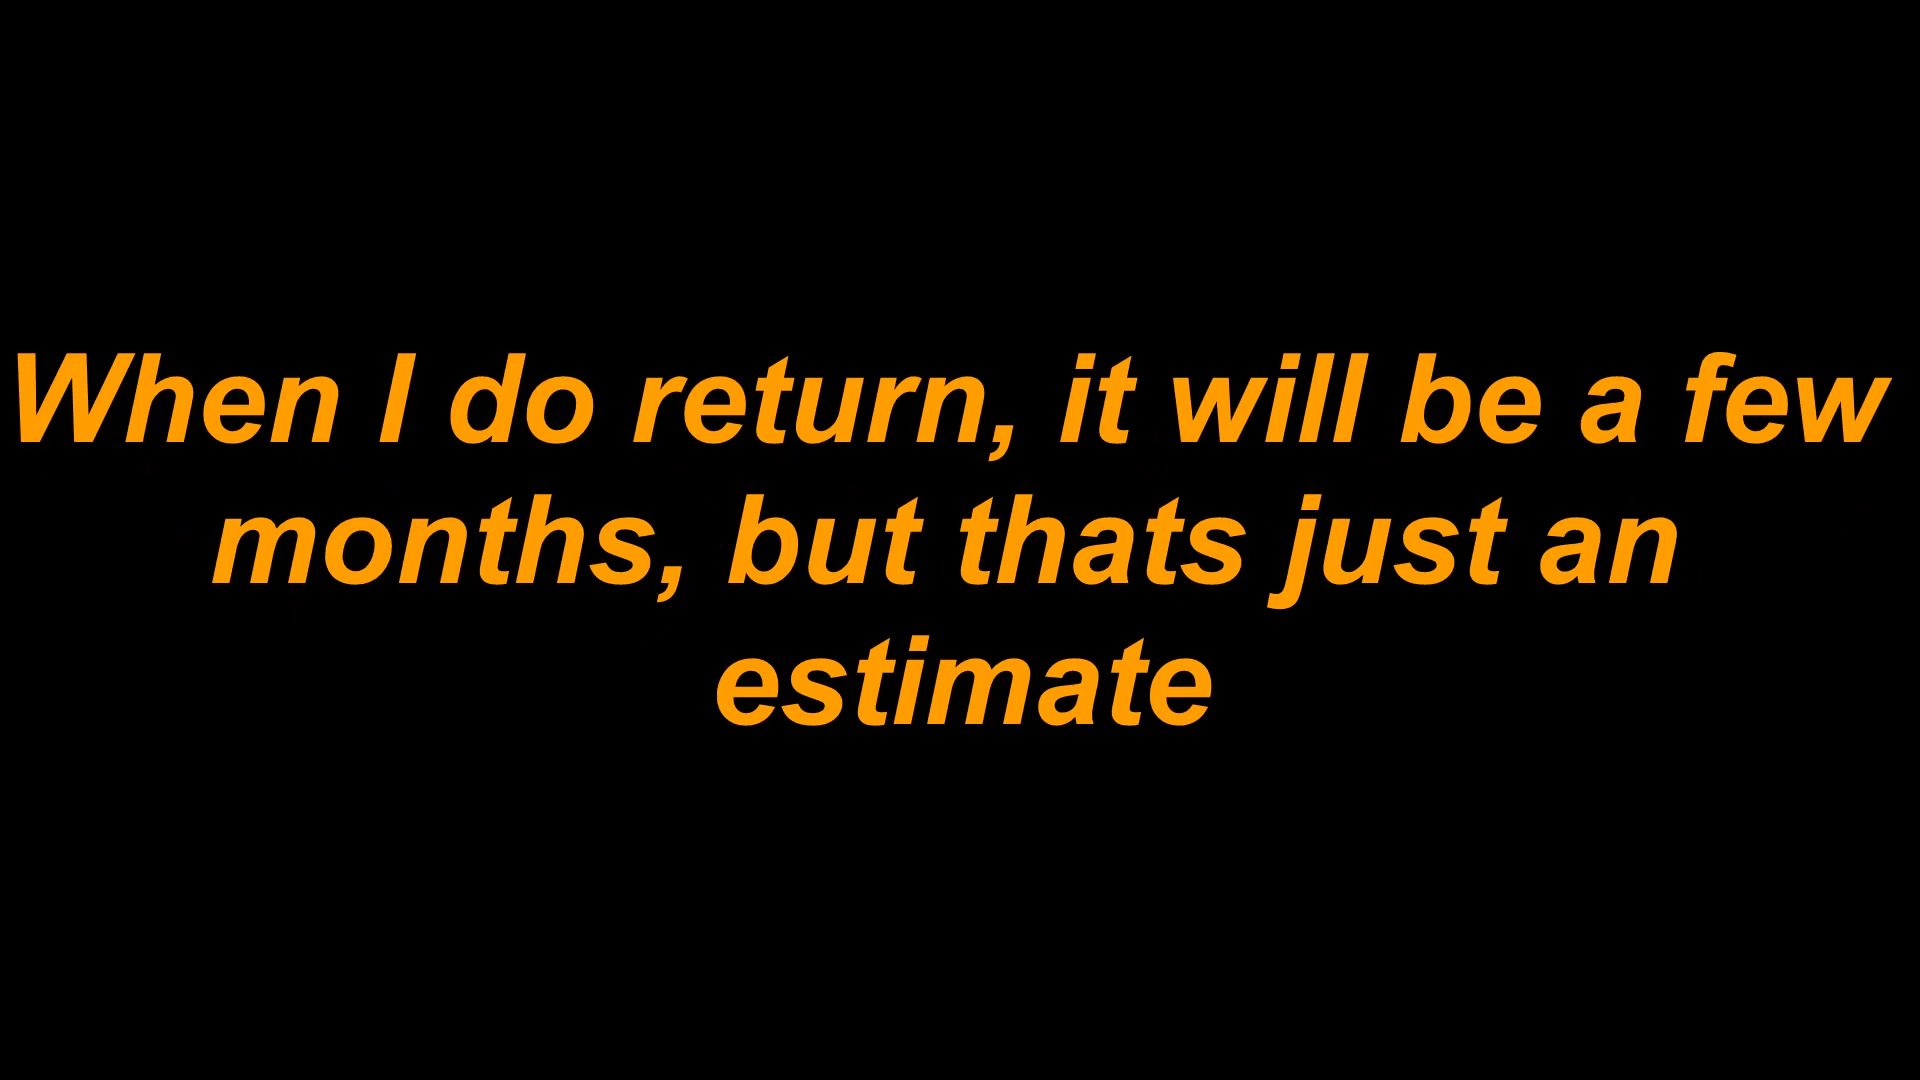 When I do return, it will be a few
months, but thats just an
estimate